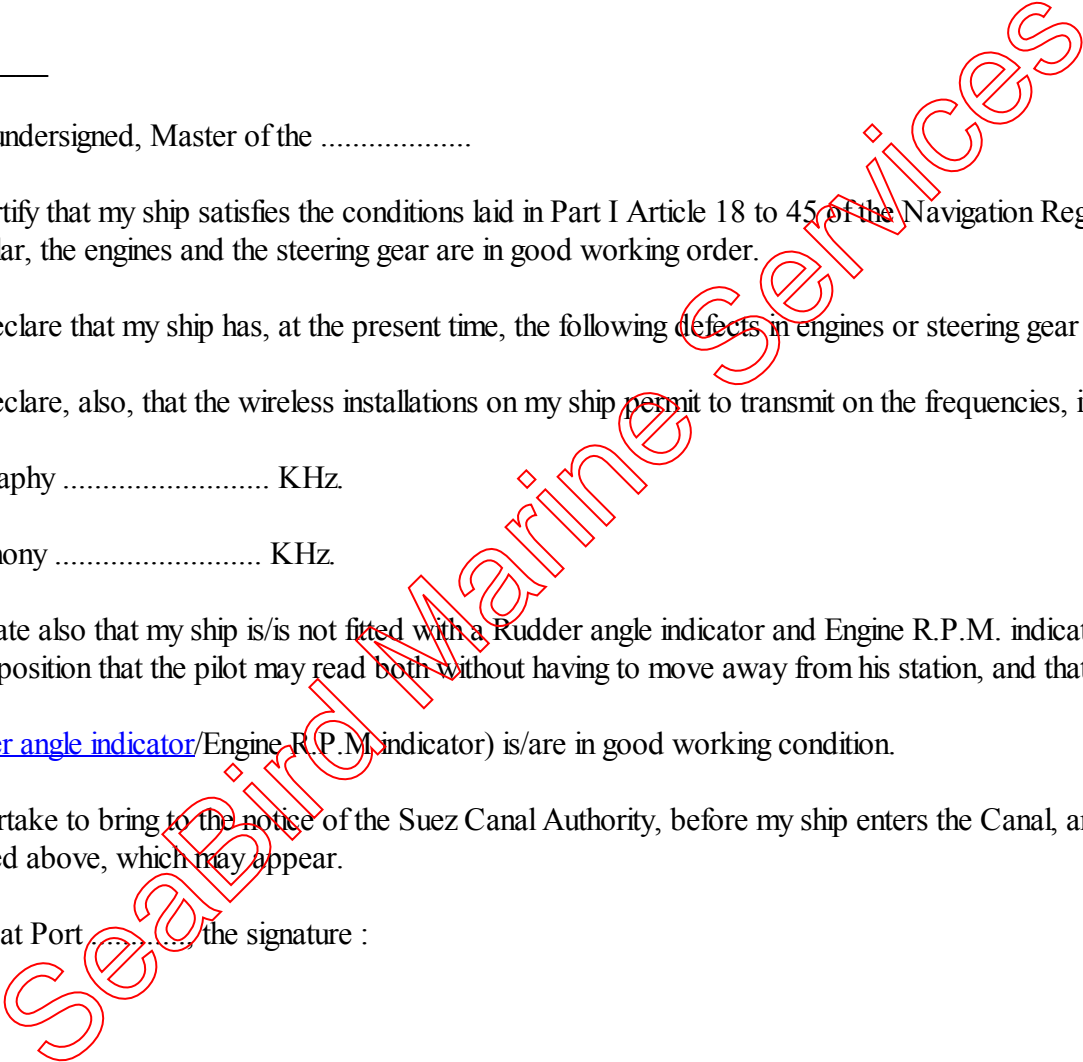 undersigned, Master of the ...................
rtify that my ship satisfies the conditions laid in Part I Article 18 to 45 of the Navigation Reg
lar, the engines and the steering gear are in good working order.
eclare that my ship has, at the present time, the following defects in engines or steering gear
eclare, also, that the wireless installations on my ship permit to transmit on the frequencies, i
aphy .......................... KHz.
hony .......................... KHz.
ate also that my ship is/is not fitted with a Rudder angle indicator and Engine R.P.M. indicat
position that the pilot may read both without having to move away from his station, and that
er angle indicator/Engine R.P.M indicator) is/are in good working condition.
rtake to bring to the notice of the Suez Canal Authority, before my ship enters the Canal, an
ed above, which may appear.
at Port ............, the signature :
SeaBird Marine Services